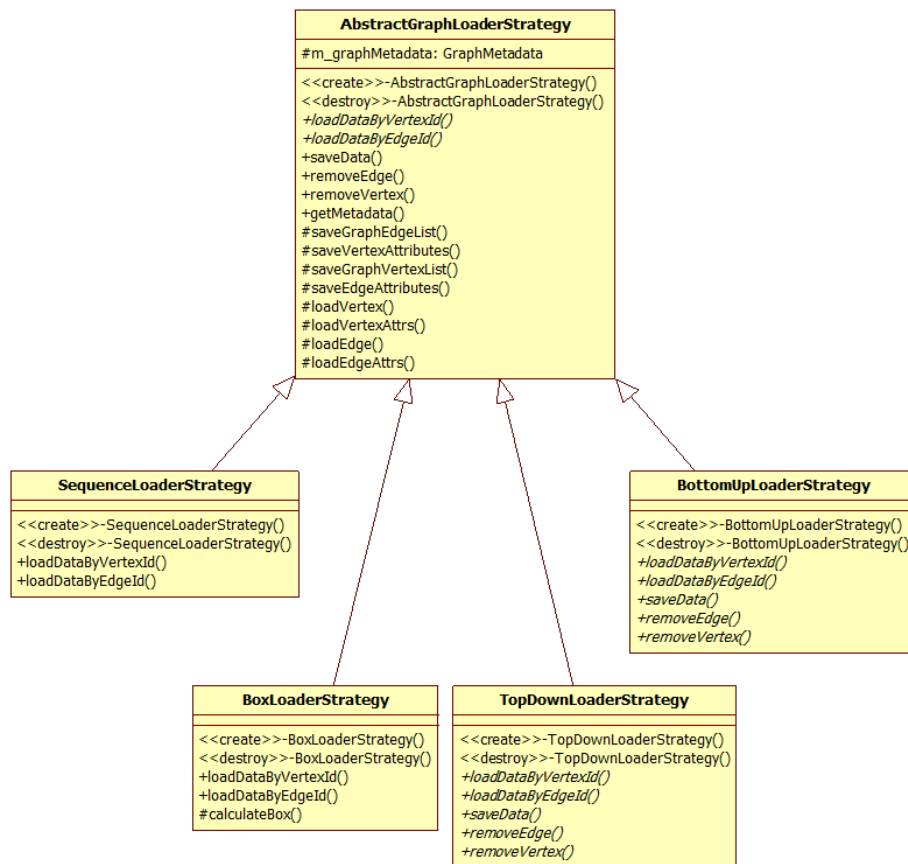 AbstractGraphLoaderStrategy
#m_graphMetadata: GraphMetadata
<<create>>-AbstractGraphLoaderStrategy()
<<destroy>>-AbstractGraphLoaderStrategy()
+loadDataByVertexId()
+loadDataByEdgeId()
+saveData()
+removeEdge()
+removeVertex()
+getMetadata()
#saveGraphEdgeList()
#saveVertexAttributes()
#saveGraphVertexList()
#saveEdgeAttributes()
#loadVertex()
#loadVertexAttrs()
#loadEdge()
#loadEdgeAttrs()
SequenceLoaderStrategy
<<create>>-SequenceLoaderStrategy()
<<destroy>>-SequenceLoaderStrategy()
+loadDataByVertexId()
+loadDataByEdgeId()
BottomUpLoaderStrategy
<<create>>-BottomUpLoaderStrategy()
<<destroy>>-BottomUpLoaderStrategy()
+loadDataByVertexId()
+loadDataByEdgeId()
+saveData()
+removeEdge()
+removeVertex()
BoxLoaderStrategy
<<create>>-BoxLoaderStrategy()
<<destroy>>-BoxLoaderStrategy()
+loadDataByVertexId()
+loadDataByEdgeId()
#calculateBox()
TopDownLoaderStrategy
<<create>>-TopDownLoaderStrategy()
<<destroy>>-TopDownLoaderStrategy()
+loadDataByVertexId()
+loadDataByEdgeId()
+saveData()
+removeEdge()
+removeVertex()